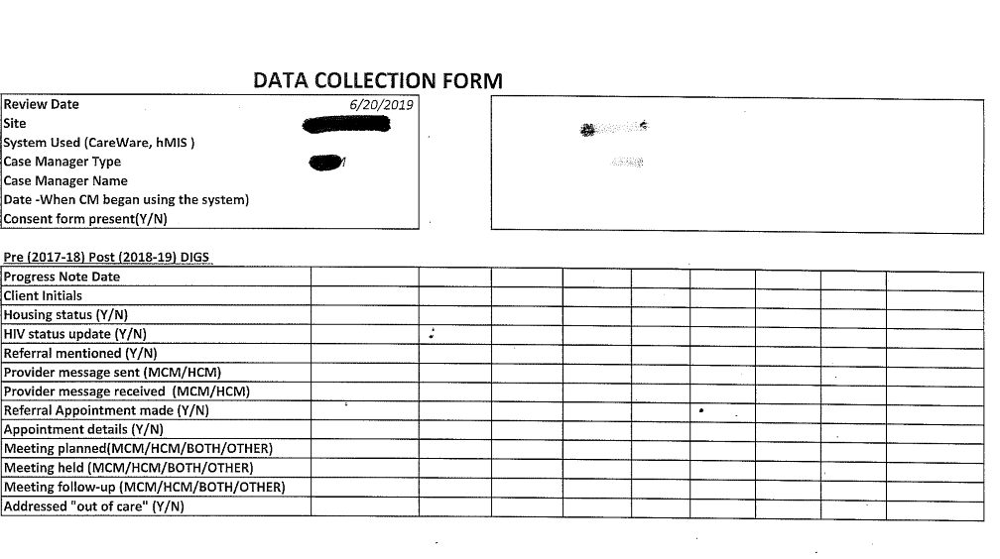 DATA COLLECTION FORM
Review Date 6/20/2019
Site
System Used (CareWare, hMIS )
Case Manager Type
Case Manager Name
Date -When CM began using the system)
Consent form present(Y/N)
Pre (2017-18) Post (2018-19) DIGS
Progress Note Date
Client Initials
Housing status (Y/N)
HIV status update (Y/N)
Referral mentioned (Y/N)
Provider message sent (MCM/HCM)
Provider message received (MCM/HCM)
Referral Appointment made (Y/N)
Appointment details (Y/N)
Meeting planned(MCM/HCM/BOTH/OTHER)
Meeting held (MCM/HCM/BOTH/OTHER)
Meeting follow-up (MCM/HCM/BOTH/OTHER)
Addressed "out of care" (Y/N)